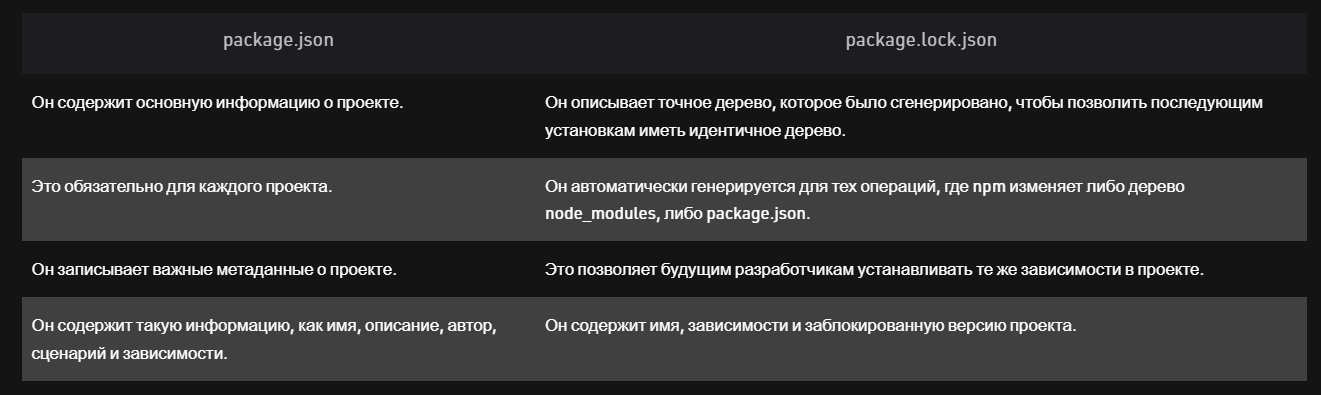 package.json
package.lock.json
Он содержит основную информацию о проекте.
Он описывает точное дерево, которое было сгенерировано, чтобы позволить последующим
установкам иметь идентичное дерево.
Это обязательно для каждого проекта.
Он автоматически генерируется для тех операций, где npm изменяет либо дерево
node_modules, либо package.json.
Он записывает важные метаданные о проекте.
Это позволяет будущим разработчикам устанавливать те же зависимости в проекте.
Он содержит такую информацию, как имя, описание, автор,
сценарий и зависимости.
Он содержит имя, зависимости и заблокированную версию проекта.